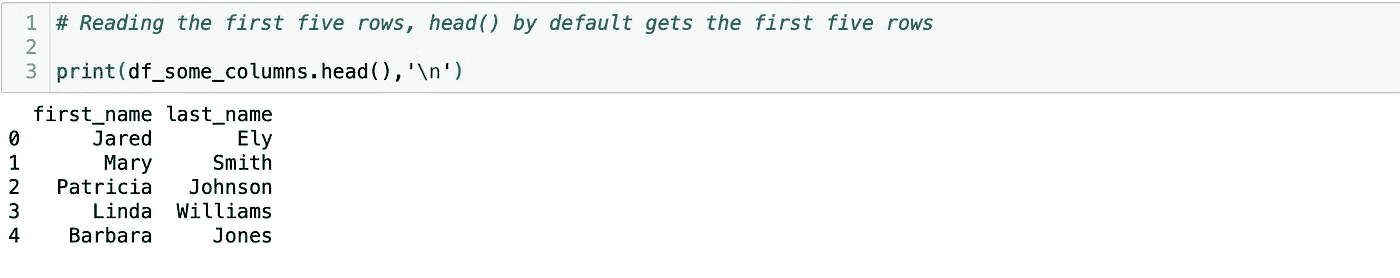 1 # Reading the first five rows, head() by default gets the first five rows
2
3 print(df_some_columns.head(),'\n')
first_name last_name
0 Jared Ely
1 Mary Smith
2 Patricia Johnson
3 Linda Williams
4 Barbara Jones